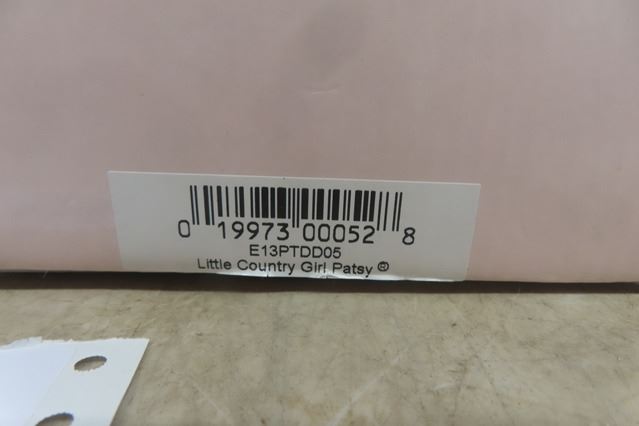 0 19973 00052 8
E13PTDD05
Little Country Girl Patsy ®